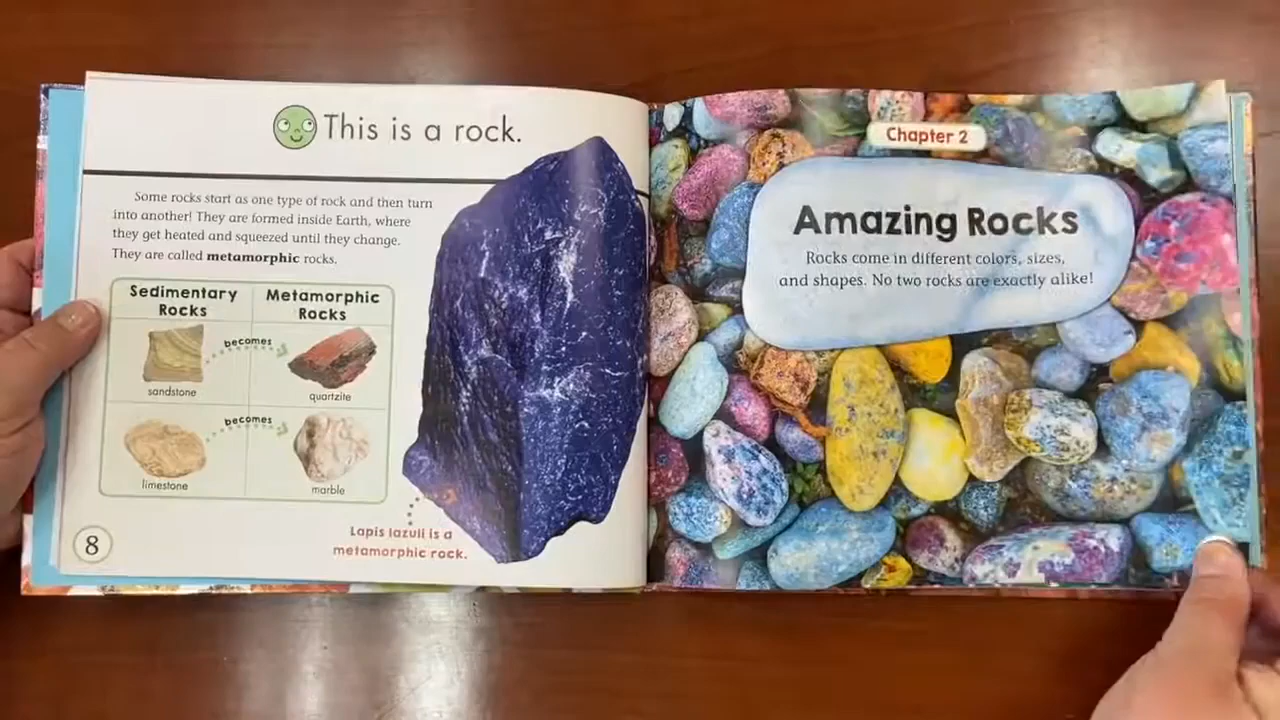 This is a rock.
Some rocks start as one type of rock and then turn
into another! They are formed inside Earth, where
they get heated and squeezed until they change.
They are called metamorphic rocks.
Sedimentary
Rocks
Metamorphic
Rocks
becomes
sandstone
quartzite
becomes
limestone
marble
Lapis lazuli is a
metamorphic rock.
8
Chapter 2
Amazing Rocks
Rocks come in different colors, sizes,
and shapes. No two rocks are exactly alike!